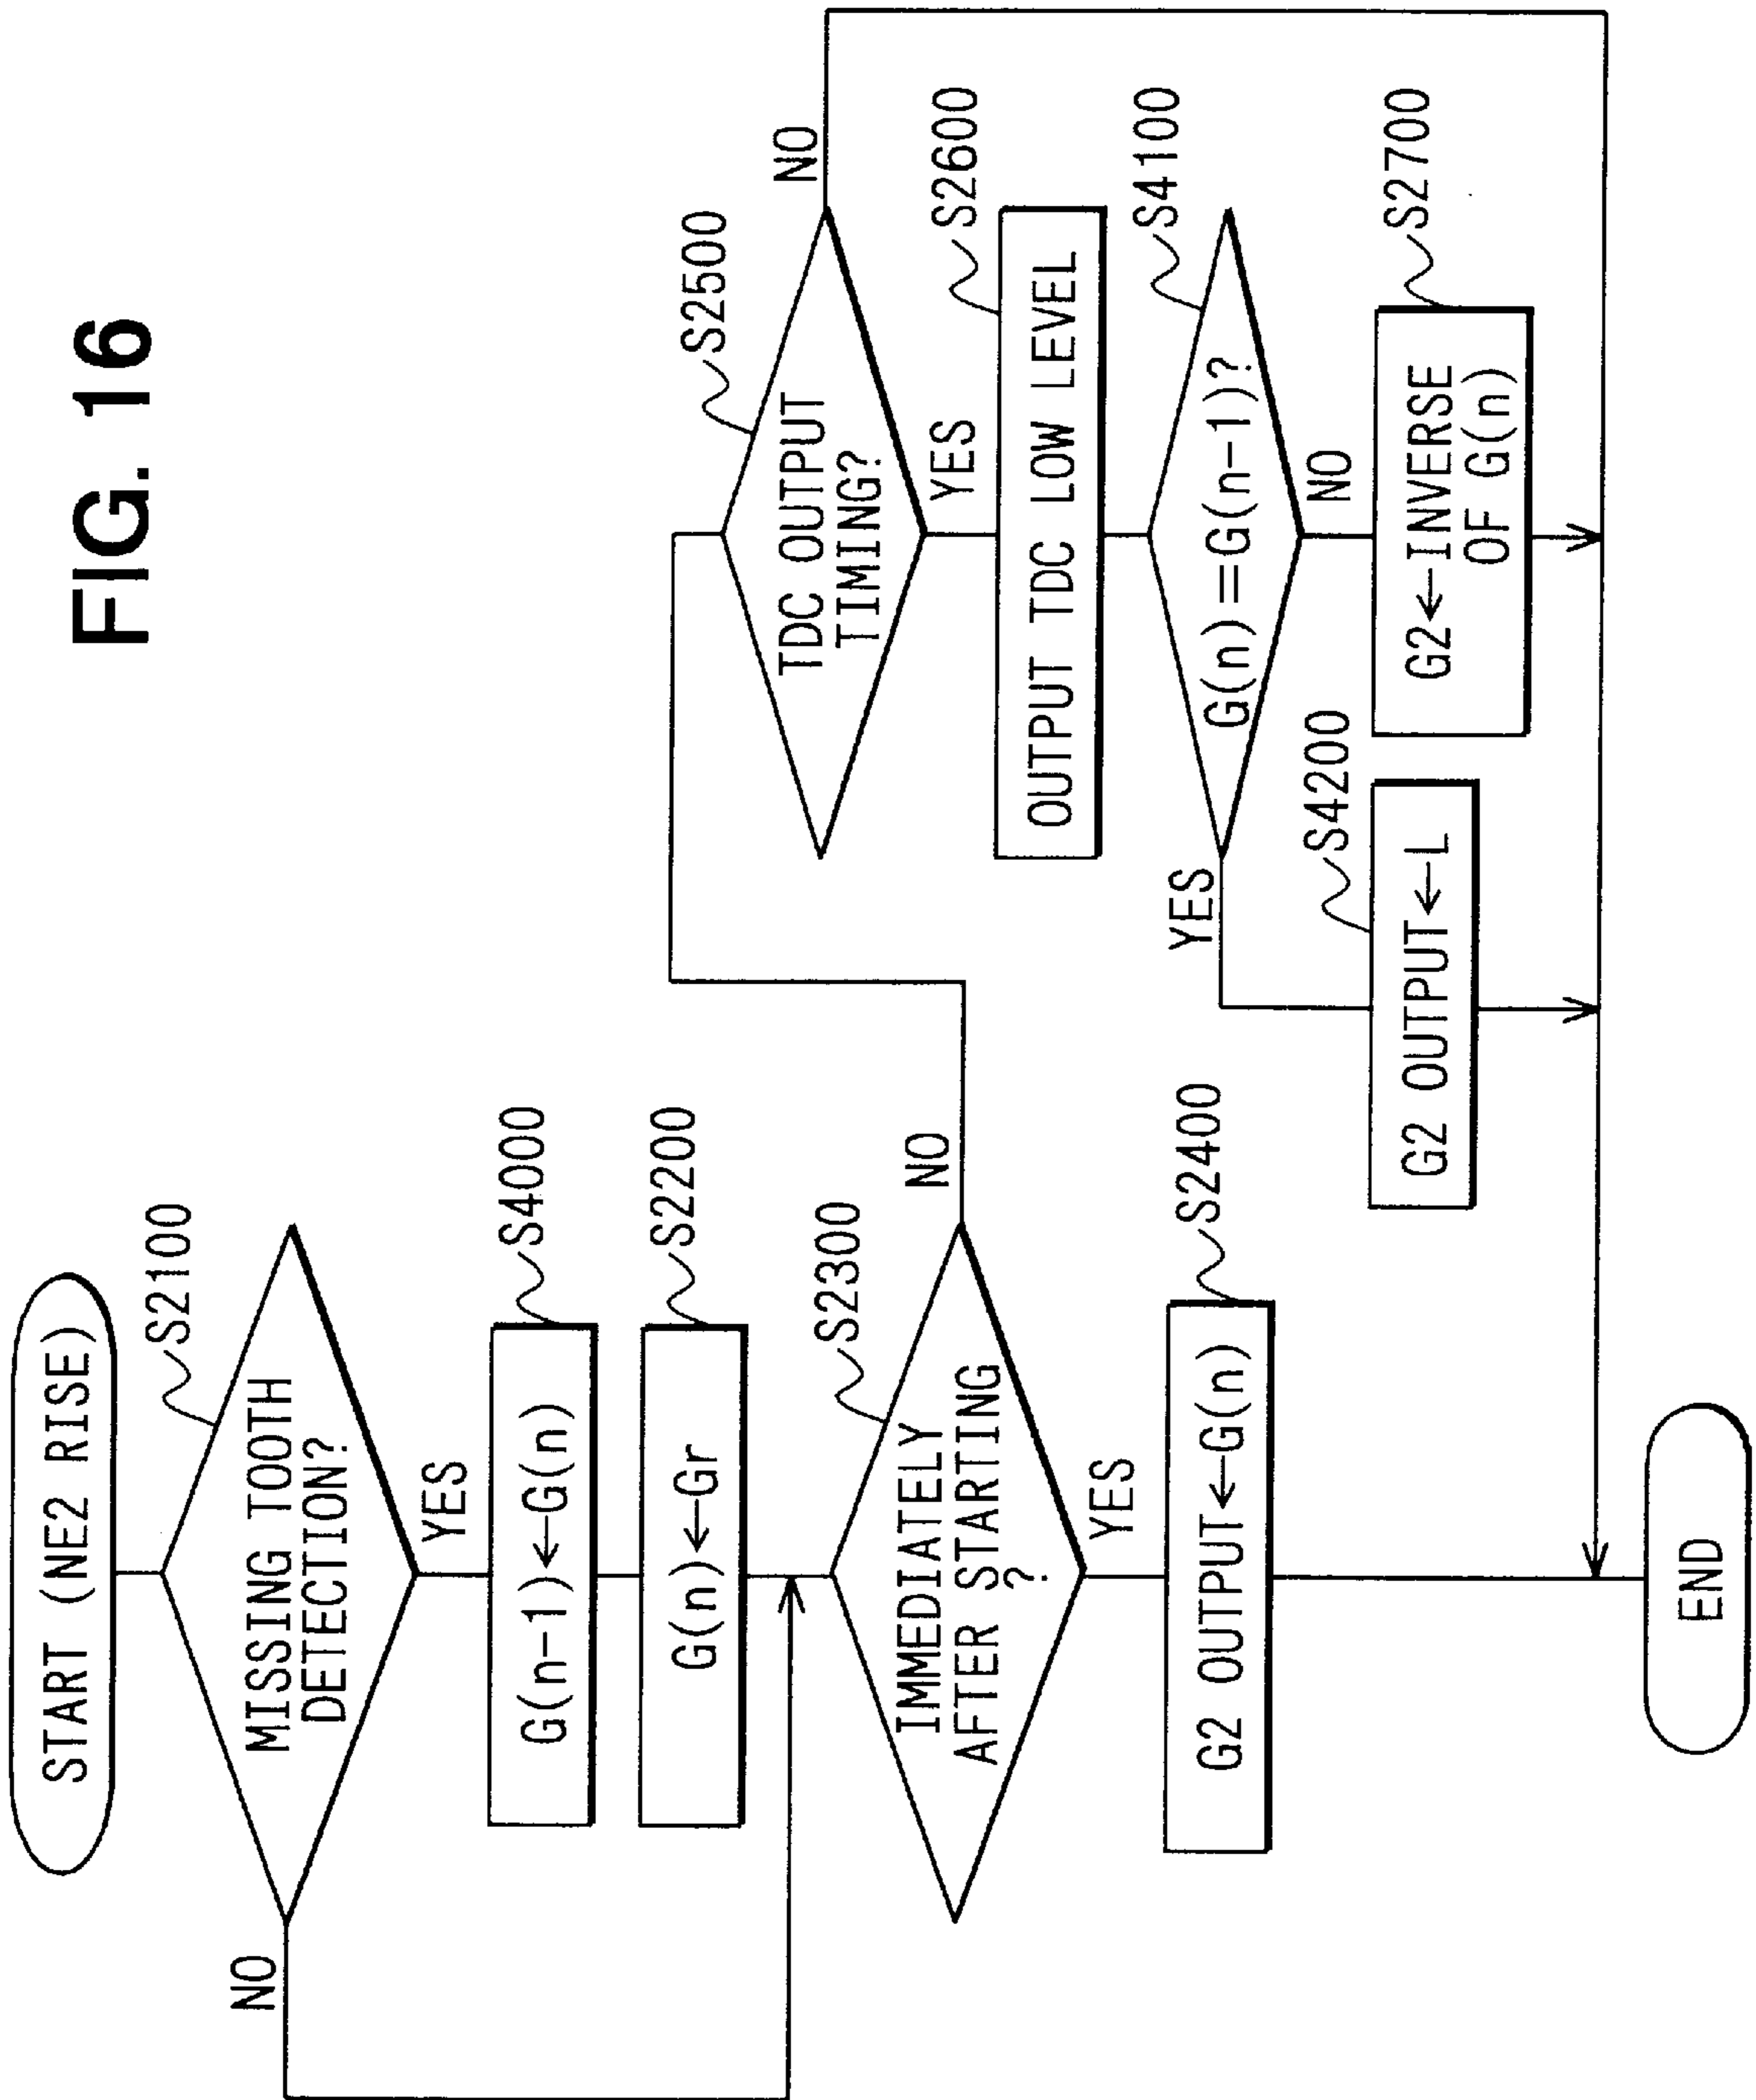 FIG. 16
START (NE2 RISE)
S2100
MISSING TOOTH
DETECTION?
NO
YES
S4000
G(n-1)←G(n)
S2200
G(n)←Gr
S2300
IMMEDIATELY
AFTER STARTING
?
NO
YES
S2400
G2 OUTPUT←G(n)
S2500
TDC OUTPUT
TIMING?
NO
YES
S2600
OUTPUT TDC LOW LEVEL
S4100
G(n)=G(n-1)?
YES
NO
S4200
G2 OUTPUT←L
S2700
G2←INVERSE
OF G(n)
END